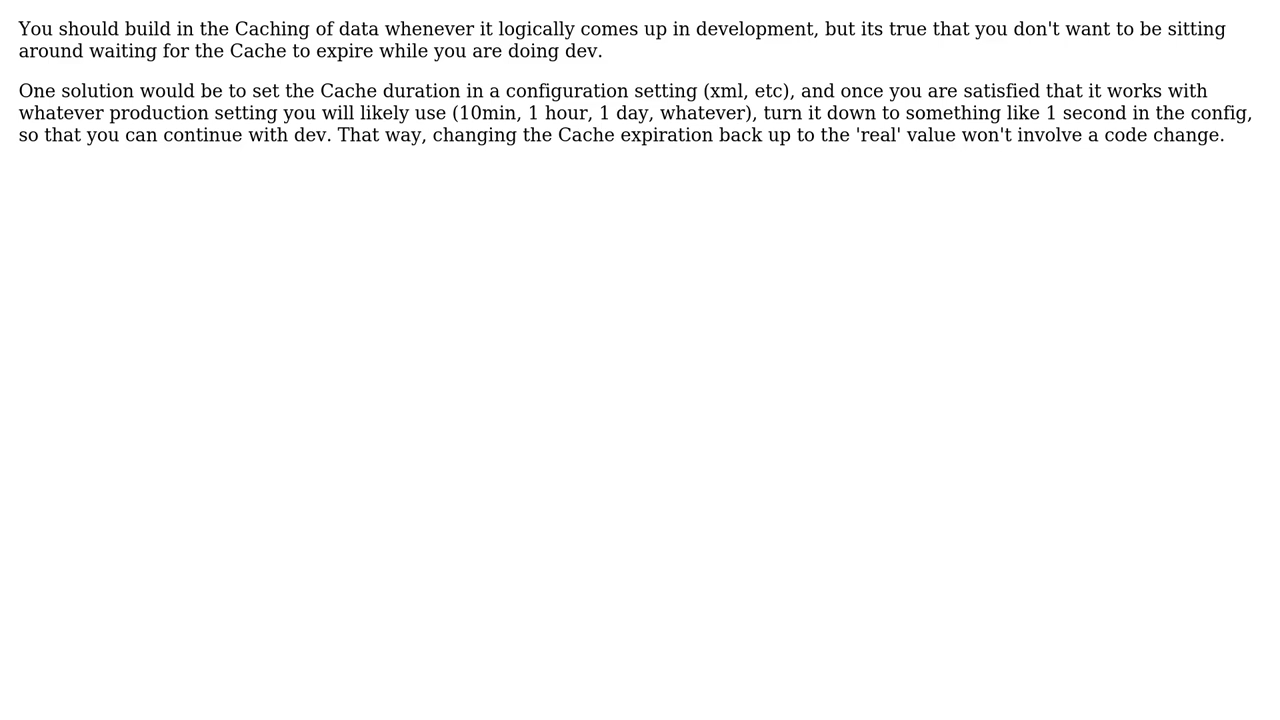 You should build in the Caching of data whenever it logically comes up in development, but its true that you don't want to be sitting
around waiting for the Cache to expire while you are doing dev.
One solution would be to set the Cache duration in a configuration setting (xml, etc), and once you are satisfied that it works with
whatever production setting you will likely use (10min, 1 hour, 1 day, whatever), turn it down to something like 1 second in the config,
so that you can continue with dev. That way, changing the Cache expiration back up to the 'real' value won't involve a code change.